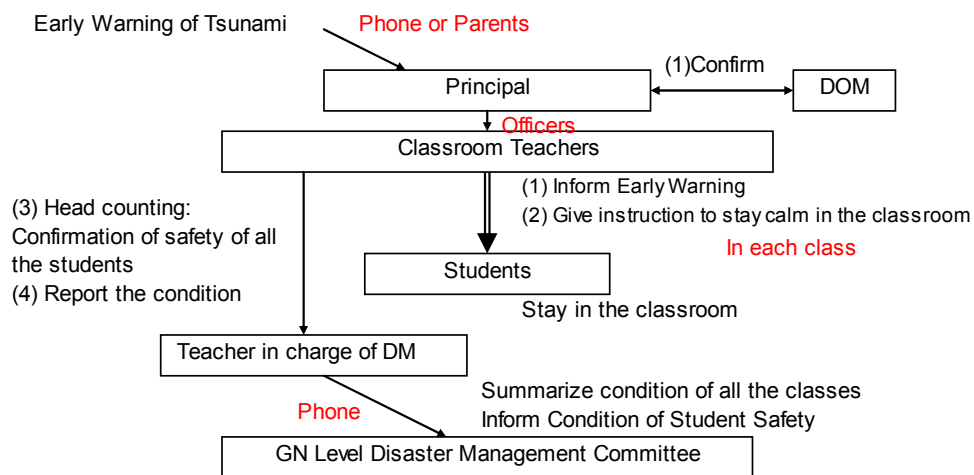 Early Warning of Tsunami
Phone or Parents
(1)Confirm
Principal
DOM
Officers
Classroom Teachers
(1) Inform Early Warning
(2) Give instruction to stay calm in the classroom
In each class
(3) Head counting:
Confirmation of safety of all
the students
(4) Report the condition
Students
Stay in the classroom
Teacher in charge of DM
Phone
Summarize condition of all the classes
Inform Condition of Student Safety
GN Level Disaster Management Committee